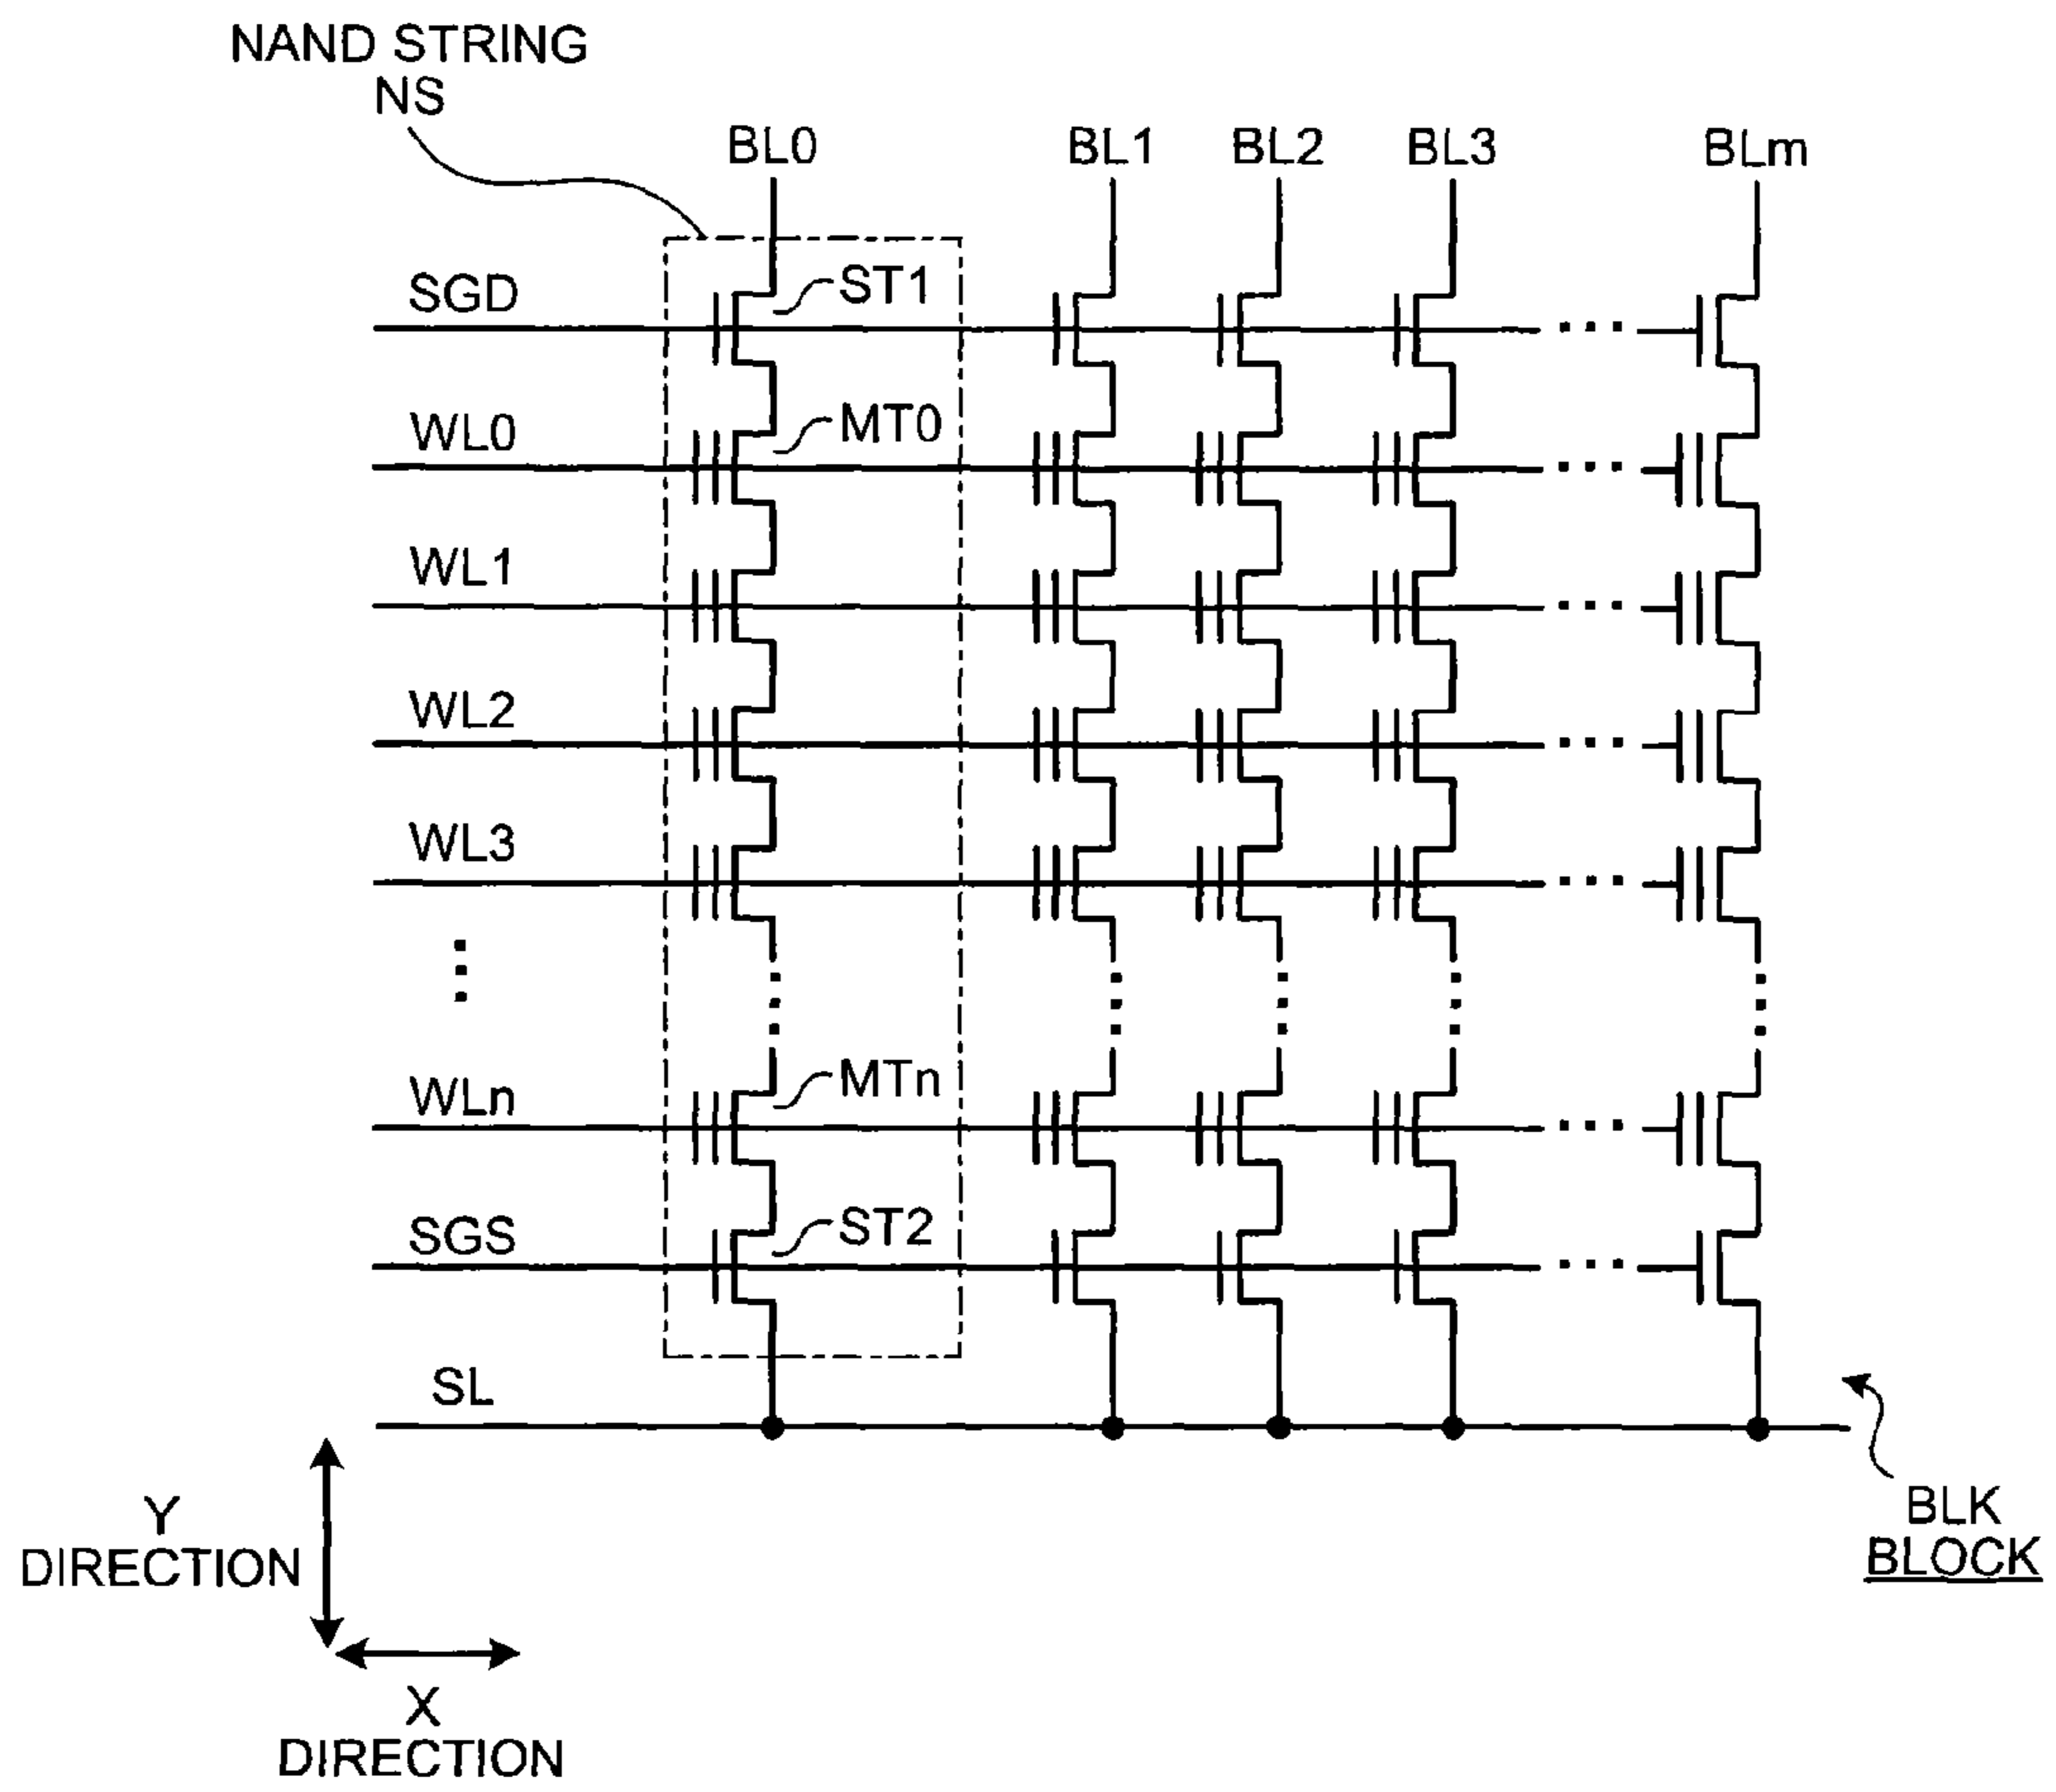 NAND STRING
NS
BL0 BL1 BL2 BL3 BLm
SGD ST1
WL0 MT0
WL1
WL2
WL3
WLn MTn
SGS ST2
SL
Y
DIRECTION
BLK
BLOCK
X
DIRECTION